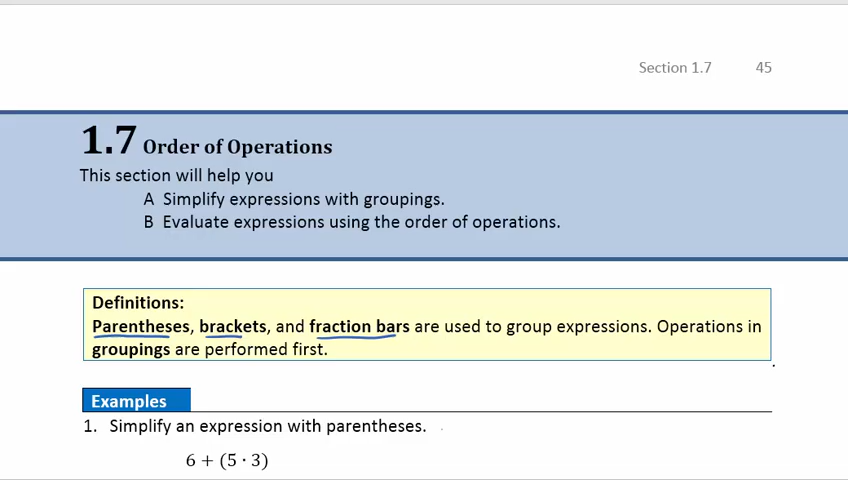 Section 1.7 45
1.7 Order of Operations
This section will help you
A Simplify expressions with groupings.
B Evaluate expressions using the order of operations.
Definitions:
Parentheses, brackets, and fraction bars are used to group expressions. Operations in
groupings are performed first.
Examples
1. Simplify an expression with parentheses.
6 + (5 · 3)